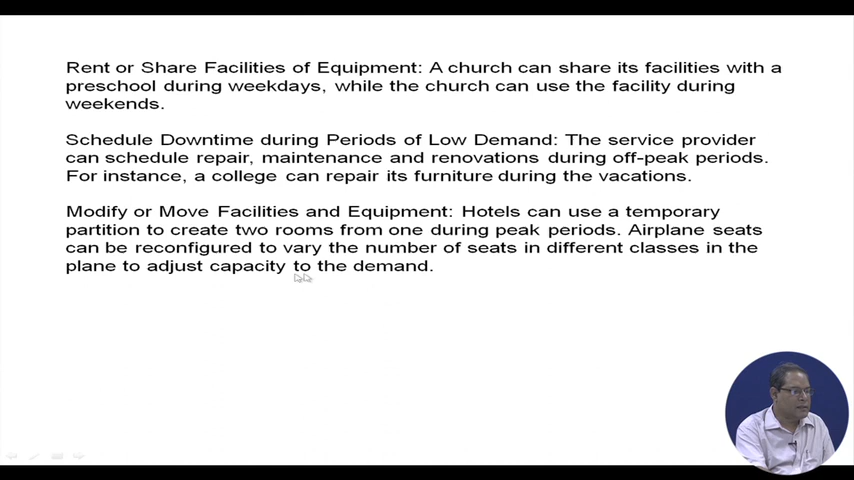 Rent or Share Facilities of Equipment: A church can share its facilities with a
preschool during weekdays, while the church can use the facility during
weekends.
Schedule Downtime during Periods of Low Demand: The service provider
can schedule repair, maintenance and renovations during off-peak periods.
For instance, a college can repair its furniture during the vacations.
Modify or Move Facilities and Equipment: Hotels can use a temporary
partition to create two rooms from one during peak periods. Airplane seats
can be reconfigured to vary the number of seats in different classes in the
plane to adjust capacity to the demand.